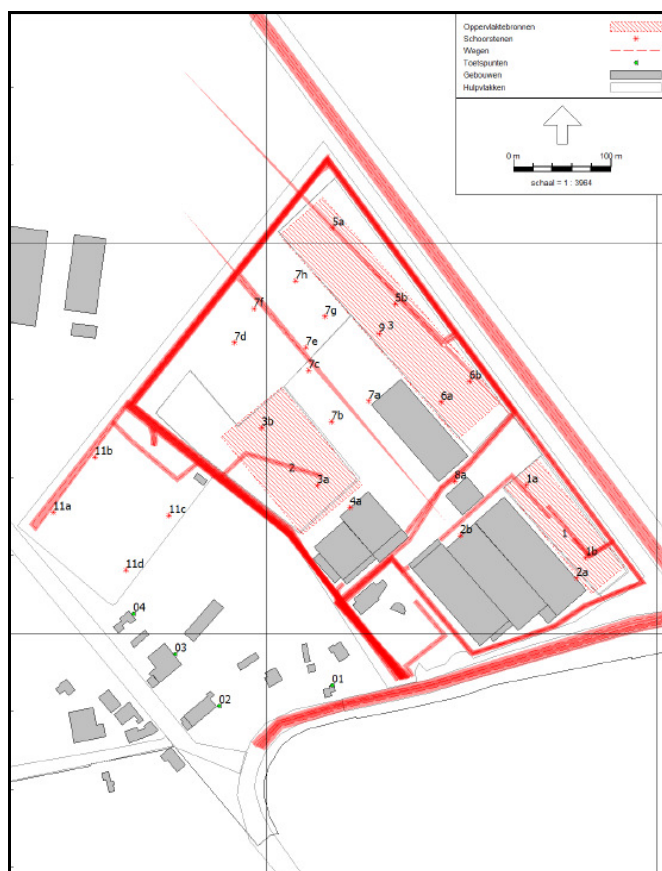 Oppervlaktebronnen
Schoorstenen
Wegen
Toetspunten
Gebouwen
Hulpvlakken
0 m 100 m
schaal = 1 : 3964
5a
7h
5b
7f
7g
9 3
7d
7e
7c
6b
7a
6a
3b
7b
11b
2
8a
3a
1a
11a
11c
4a
2b
1
1b
11d
2a
04
03
01
02